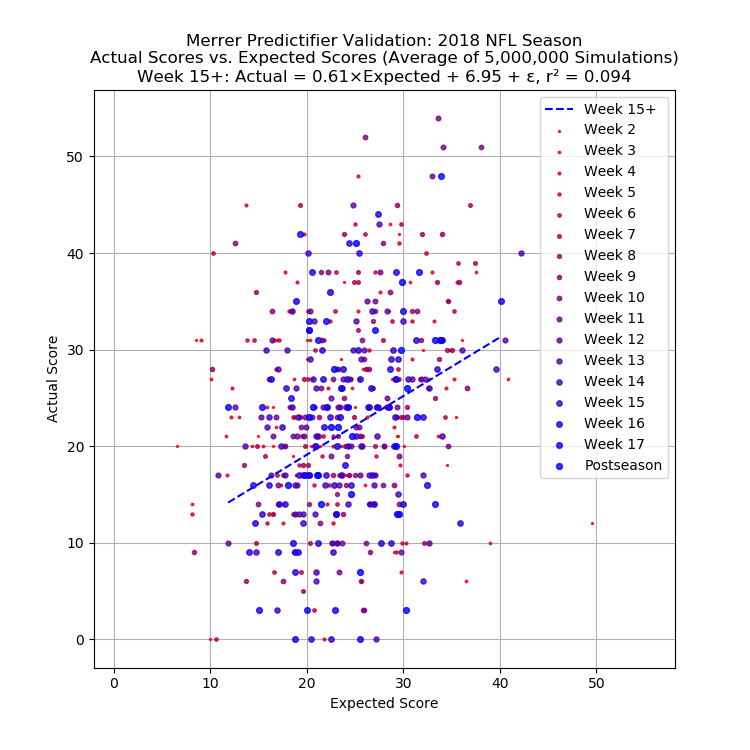 Merrer Predictifier Validation: 2018 NFL Season
Actual Scores vs. Expected Scores (Average of 5,000,000 Simulations)
Week 15+: Actual = 0.61×Expected + 6.95 + ε, r² = 0.094
Week 15+
Week 2
Week 3
Week 4
Week 5
Week 6
Week 7
Week 8
Week 9
Week 10
Week 11
Week 12
Week 13
Week 14
Week 15
Week 16
Week 17
Postseason
Actual Score
50
40
30
20
10
0
0 10 20 30 40 50
Expected Score